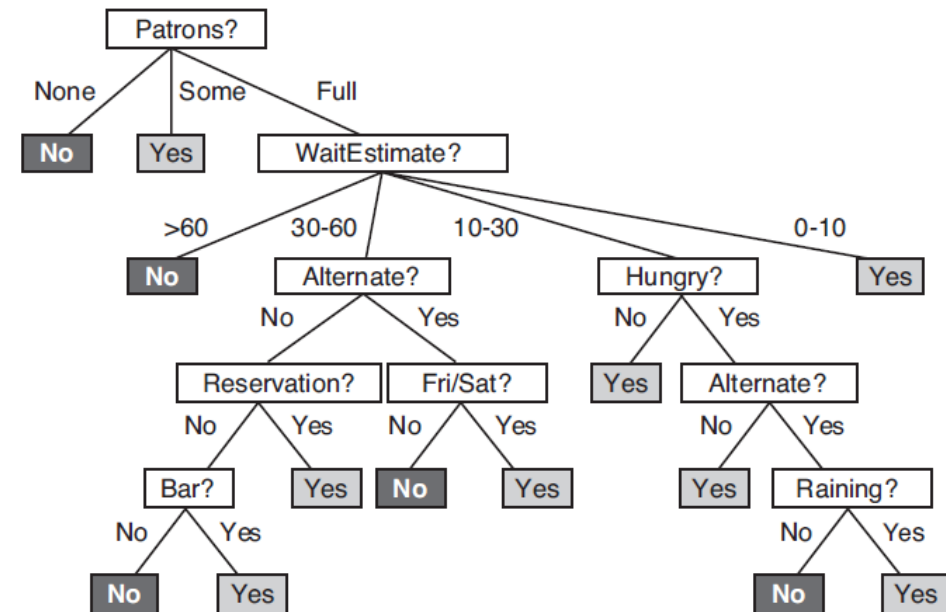 Patrons?
None Some Full
No Yes WaitEstimate?
>60 30-60 10-30 0-10
No Alternate? Hungry? Yes
No Yes No Yes
Reservation? Fri/Sat? Yes Alternate?
No Yes No Yes No Yes
Bar? Yes No Yes Yes Raining?
No Yes No Yes
No Yes No Yes